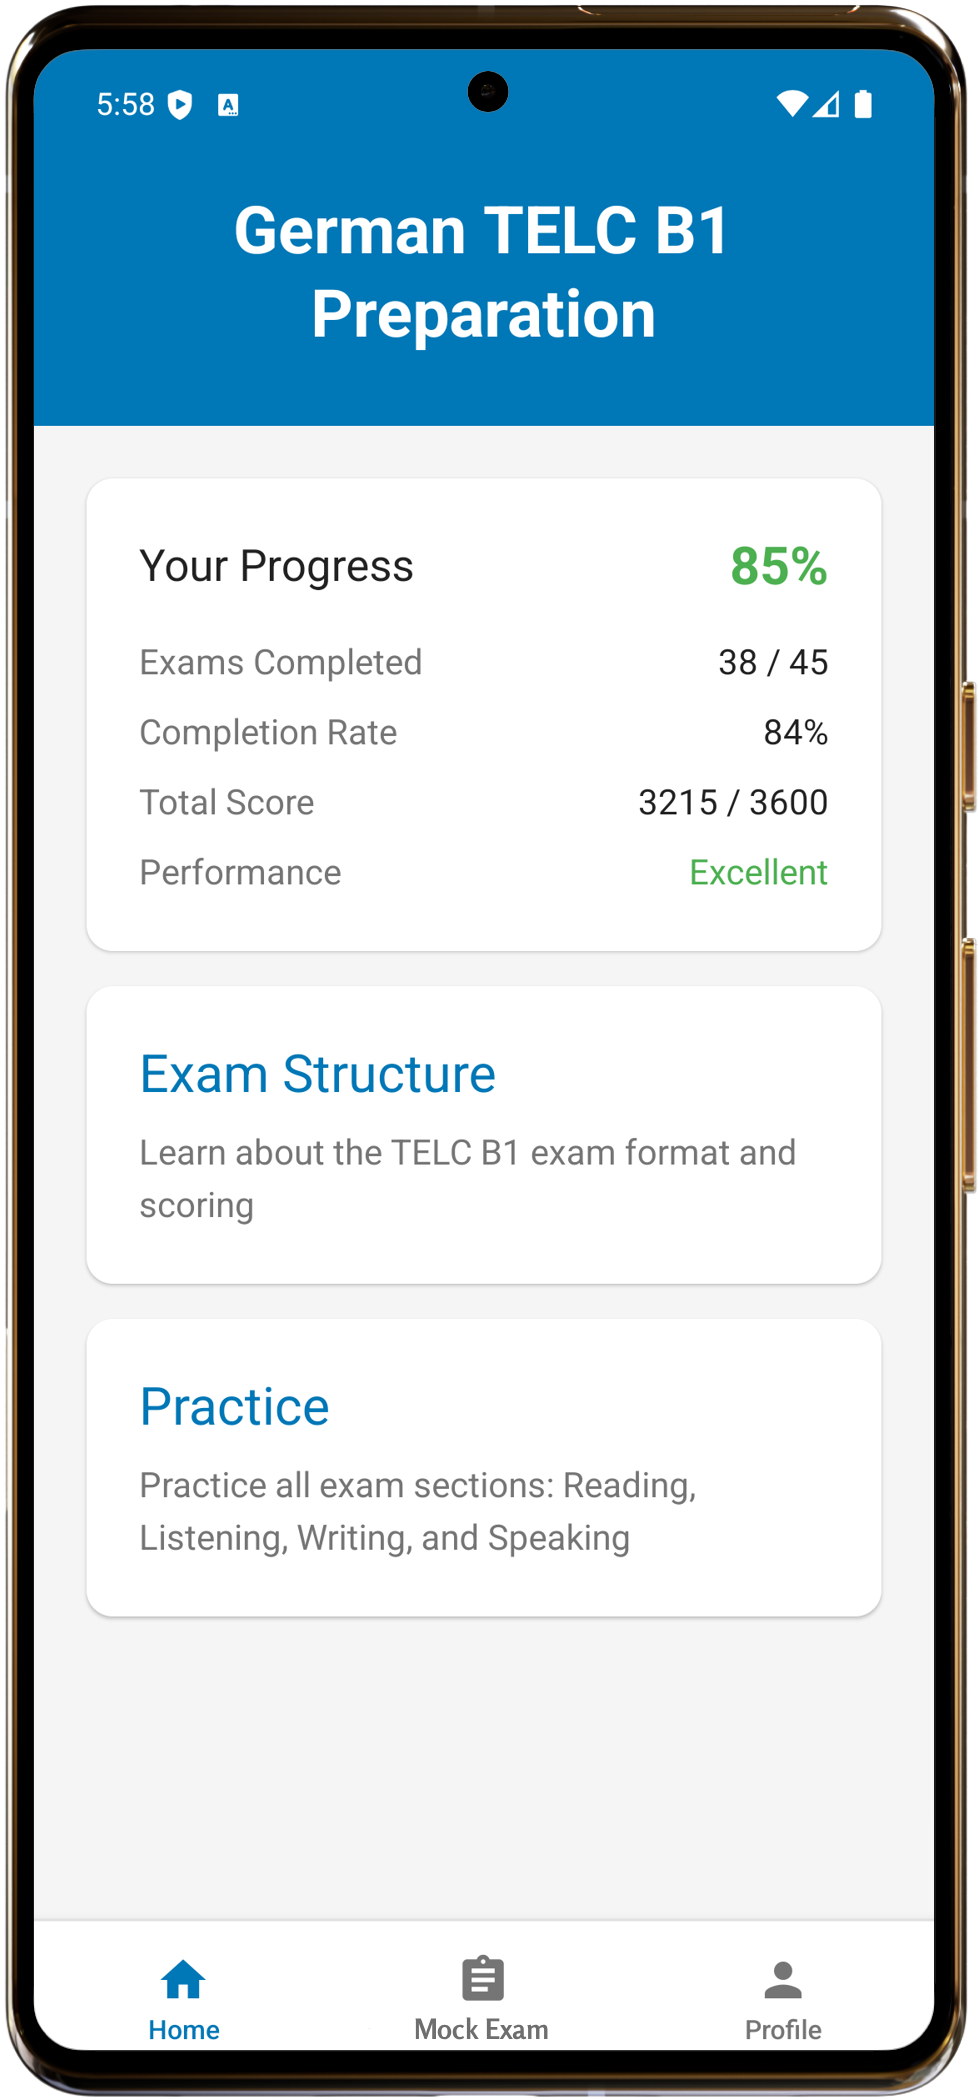 5:58
German TELC B1
Preparation
Your Progress 85%
Exams Completed 38 / 45
Completion Rate 84%
Total Score 3215 / 3600
Performance Excellent
Exam Structure
Learn about the TELC B1 exam format and
scoring
Practice
Practice all exam sections: Reading,
Listening, Writing, and Speaking
Home Mock Exam Profile